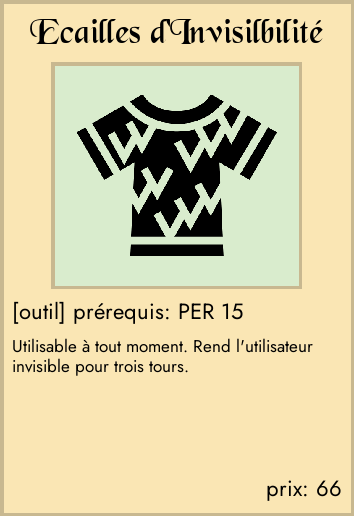 Ecailles d'Invisilbilité
[outil] prérequis: PER 15
Utilisable à tout moment. Rend l'utilisateur
invisible pour trois tours.
prix: 66